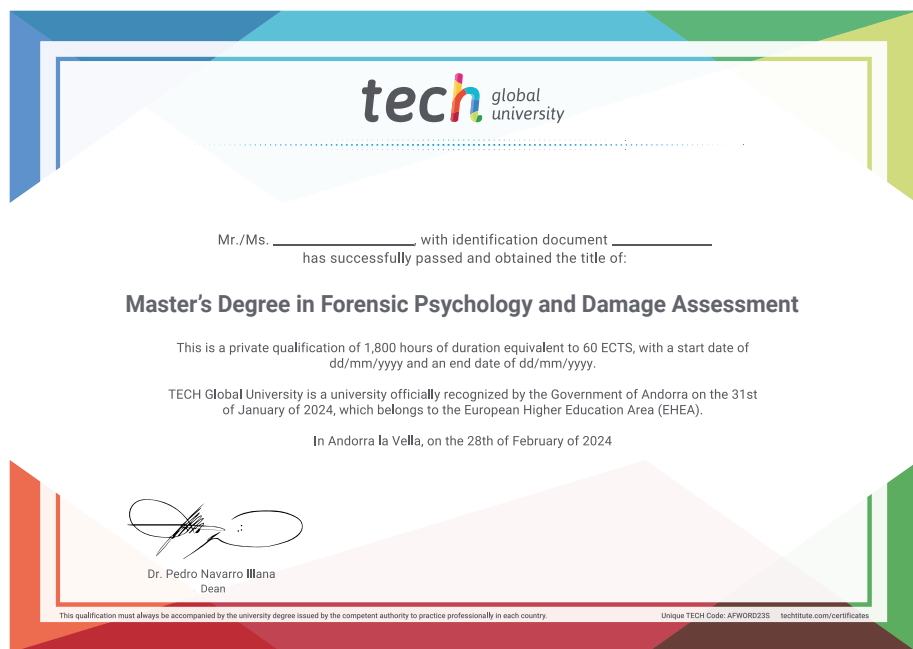 tech global university
Mr./Ms. ______________, with identification document __________
has successfully passed and obtained the title of:
Master's Degree in Forensic Psychology and Damage Assessment
This is a private qualification of 1,800 hours of duration equivalent to 60 ECTS, with a start date of
dd/mm/yyyy and an end date of dd/mm/yyyy.
TECH Global University is a university officially recognized by the Government of Andorra on the 31st
of January of 2024, which belongs to the European Higher Education Area (EHEA).
In Andorra la Vella, on the 28th of February of 2024
Dr. Pedro Navarro Illana
Dean
This qualification must always be accompanied by the university degree issued by the competent authority to practice professionally in each country.
Unique TECH Code: AFWORD23S techtitute.com/certificates